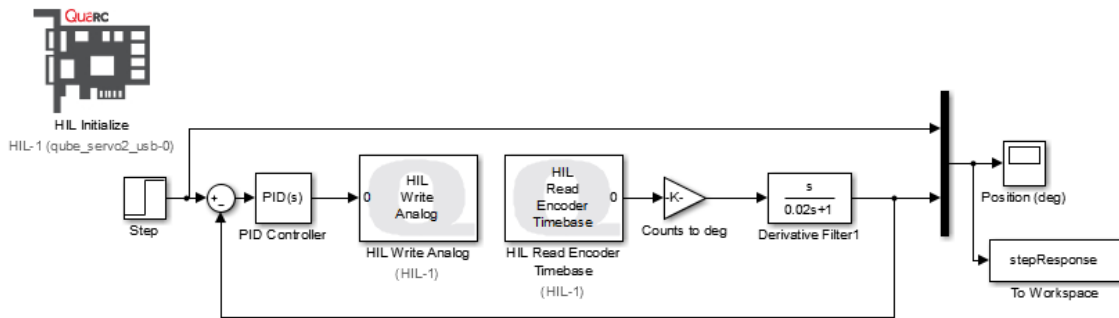 QUARC
HIL Initialize
HIL-1 (qube_servo2_usb-0)
Step
+
−
PID(s)
PID Controller
HIL
Write
Analog
0
HIL Write Analog
(HIL-1)
HIL
Read
Encoder
Timebase
0
HIL Read Encoder
Timebase
(HIL-1)
-K-
Counts to deg
s
0.02s+1
Derivative Filter1
Position (deg)
stepResponse
To Workspace